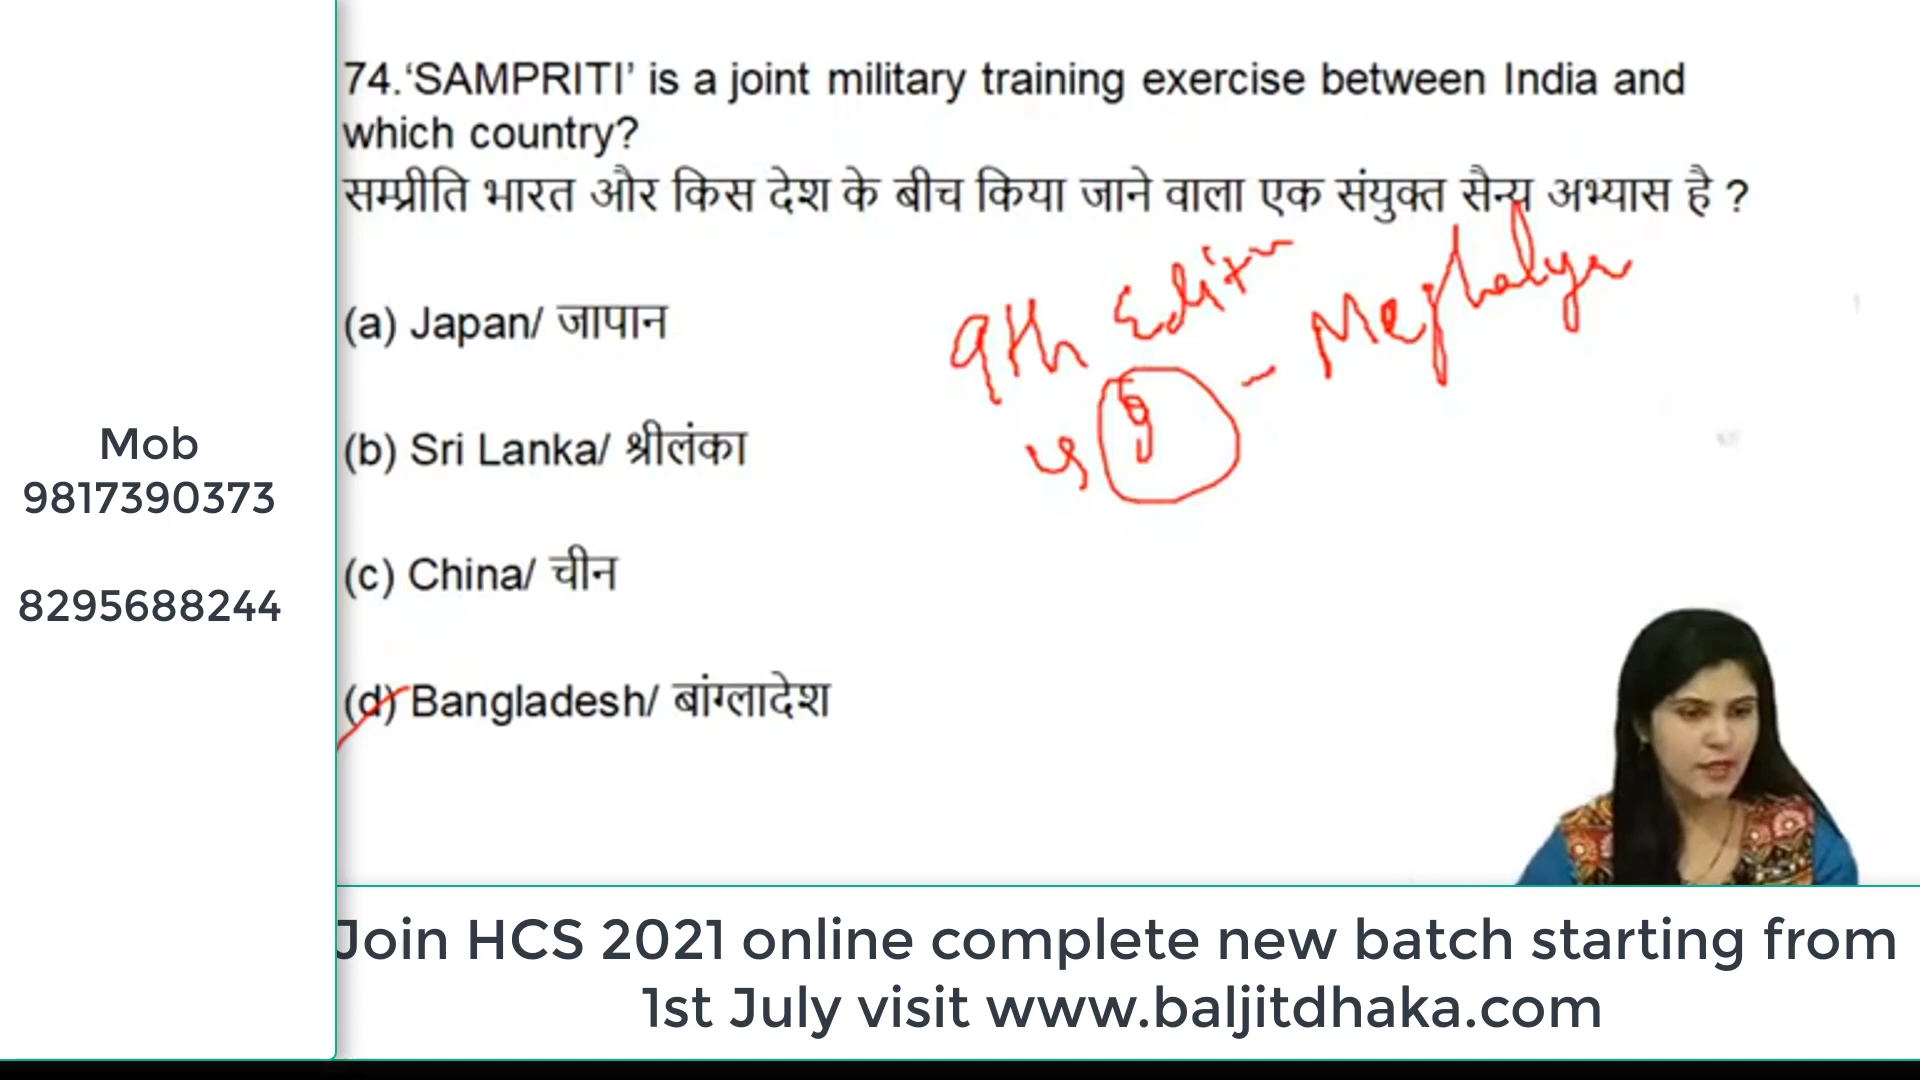 74.‘SAMPRITI’ is a joint military training exercise between India and
which country?
सम्प्रीति भारत और किस देश के बीच किया जाने वाला एक संयुक्त सैन्य अभ्यास है ?
9th Edit
- Meghalya
(a) Japan/ जापान
(b) Sri Lanka/ श्रीलंका
(c) China/ चीन
(d) Bangladesh/ बांग्लादेश
Mob
9817390373
8295688244
Join HCS 2021 online complete new batch starting from
1st July visit www.baljitdhaka.com